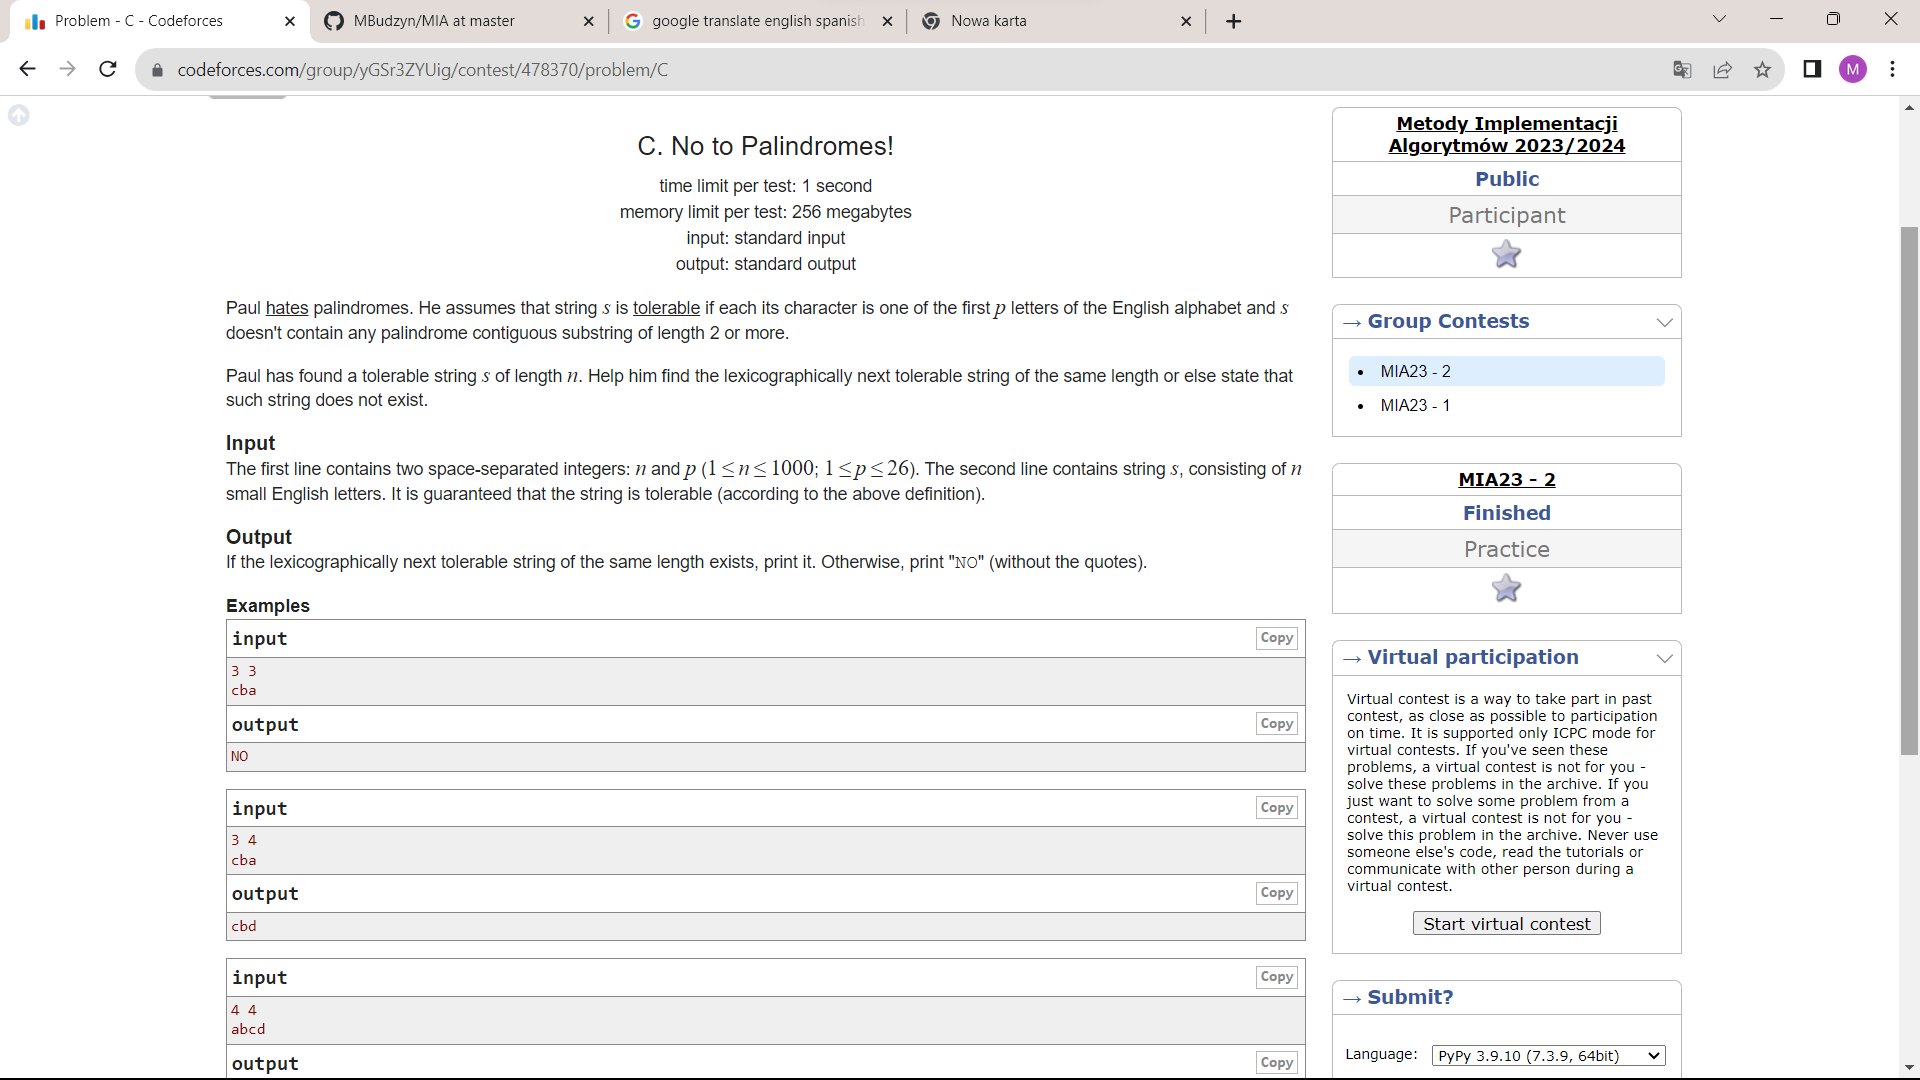 Problem - C - Codeforces
MBudzyn/MIA at master
google translate english spanish
Nowa karta
codeforces.com/group/yGSr3ZYUig/contest/478370/problem/C
M
C. No to Palindromes!
time limit per test: 1 second
memory limit per test: 256 megabytes
input: standard input
output: standard output
Paul hates palindromes. He assumes that string s is tolerable if each its character is one of the first p letters of the English alphabet and s
doesn't contain any palindrome contiguous substring of length 2 or more.
Paul has found a tolerable string s of length n. Help him find the lexicographically next tolerable string of the same length or else state that
such string does not exist.
Input
The first line contains two space-separated integers: n and p (1 ≤ n ≤ 1000; 1 ≤ p ≤ 26). The second line contains string s, consisting of n
small English letters. It is guaranteed that the string is tolerable (according to the above definition).
Output
If the lexicographically next tolerable string of the same length exists, print it. Otherwise, print "NO" (without the quotes).
Examples
input
Copy
3 3
cba
output
Copy
NO
input
Copy
3 4
cba
output
Copy
cbd
input
Copy
4 4
abcd
output
Copy
Metody Implementacji
Algorytmów 2023/2024
Public
Participant
→ Group Contests
• MIA23 - 2
• MIA23 - 1
MIA23 - 2
Finished
Practice
→ Virtual participation
Virtual contest is a way to take part in past
contest, as close as possible to participation
on time. It is supported only ICPC mode for
virtual contests. If you've seen these
problems, a virtual contest is not for you -
solve these problems in the archive. If you
just want to solve some problem from a
contest, a virtual contest is not for you -
solve this problem in the archive. Never use
someone else's code, read the tutorials or
communicate with other person during a
virtual contest.
Start virtual contest
→ Submit?
Language: PyPy 3.9.10 (7.3.9, 64bit)